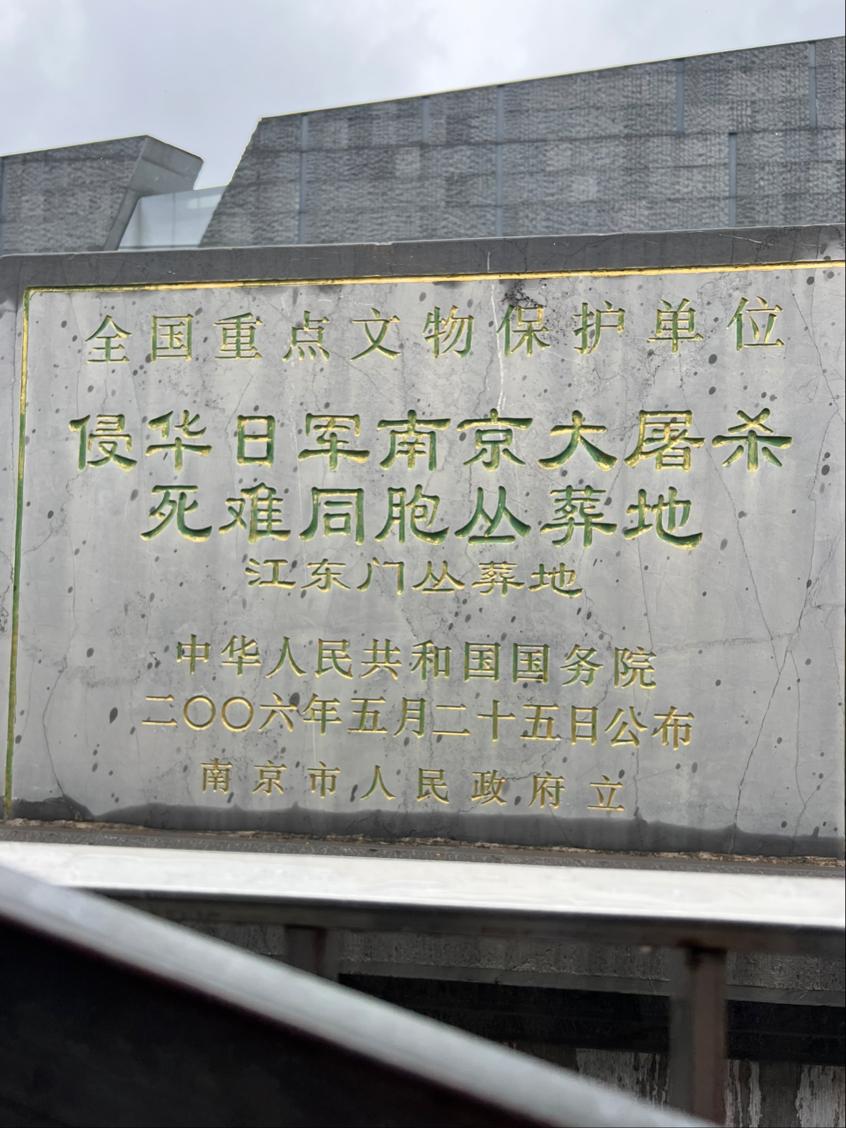 全国重点文物保护单位
侵华日军南京大屠杀
死难同胞丛葬地
江东门丛葬地
中华人民共和国国务院
二〇〇六年五月二十五日公布
南京市人民政府立